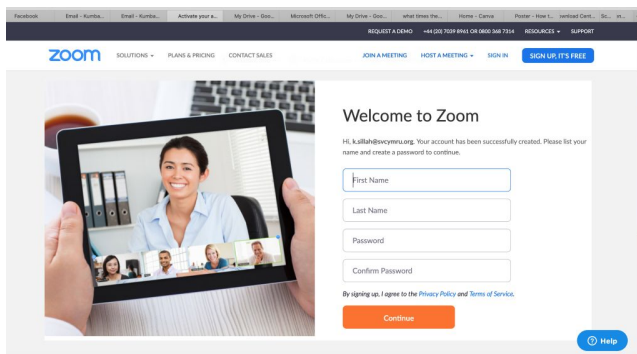 Facebook
Email - Kumba...
Email - Kumba...
Activate your a...
My Drive - Goo...
Microsoft Offic...
My Drive - Goo...
what times the...
Home - Canva
Poster - How t...
ownload Cent...
Sc...
in...
REQUEST A DEMO +44 (20) 7039 8961 OR 0800 368 7314 RESOURCES SUPPORT
zoom SOLUTIONS PLANS & PRICING CONTACT SALES JOIN A MEETING HOST A MEETING SIGN IN SIGN UP, IT'S FREE
Welcome to Zoom
Hi, k.sillah@svcymru.org. Your account has been successfully created. Please list your
name and create a password to continue.
First Name
Last Name
Password
Confirm Password
By signing up, I agree to the Privacy Policy and Terms of Service.
Continue
? Help